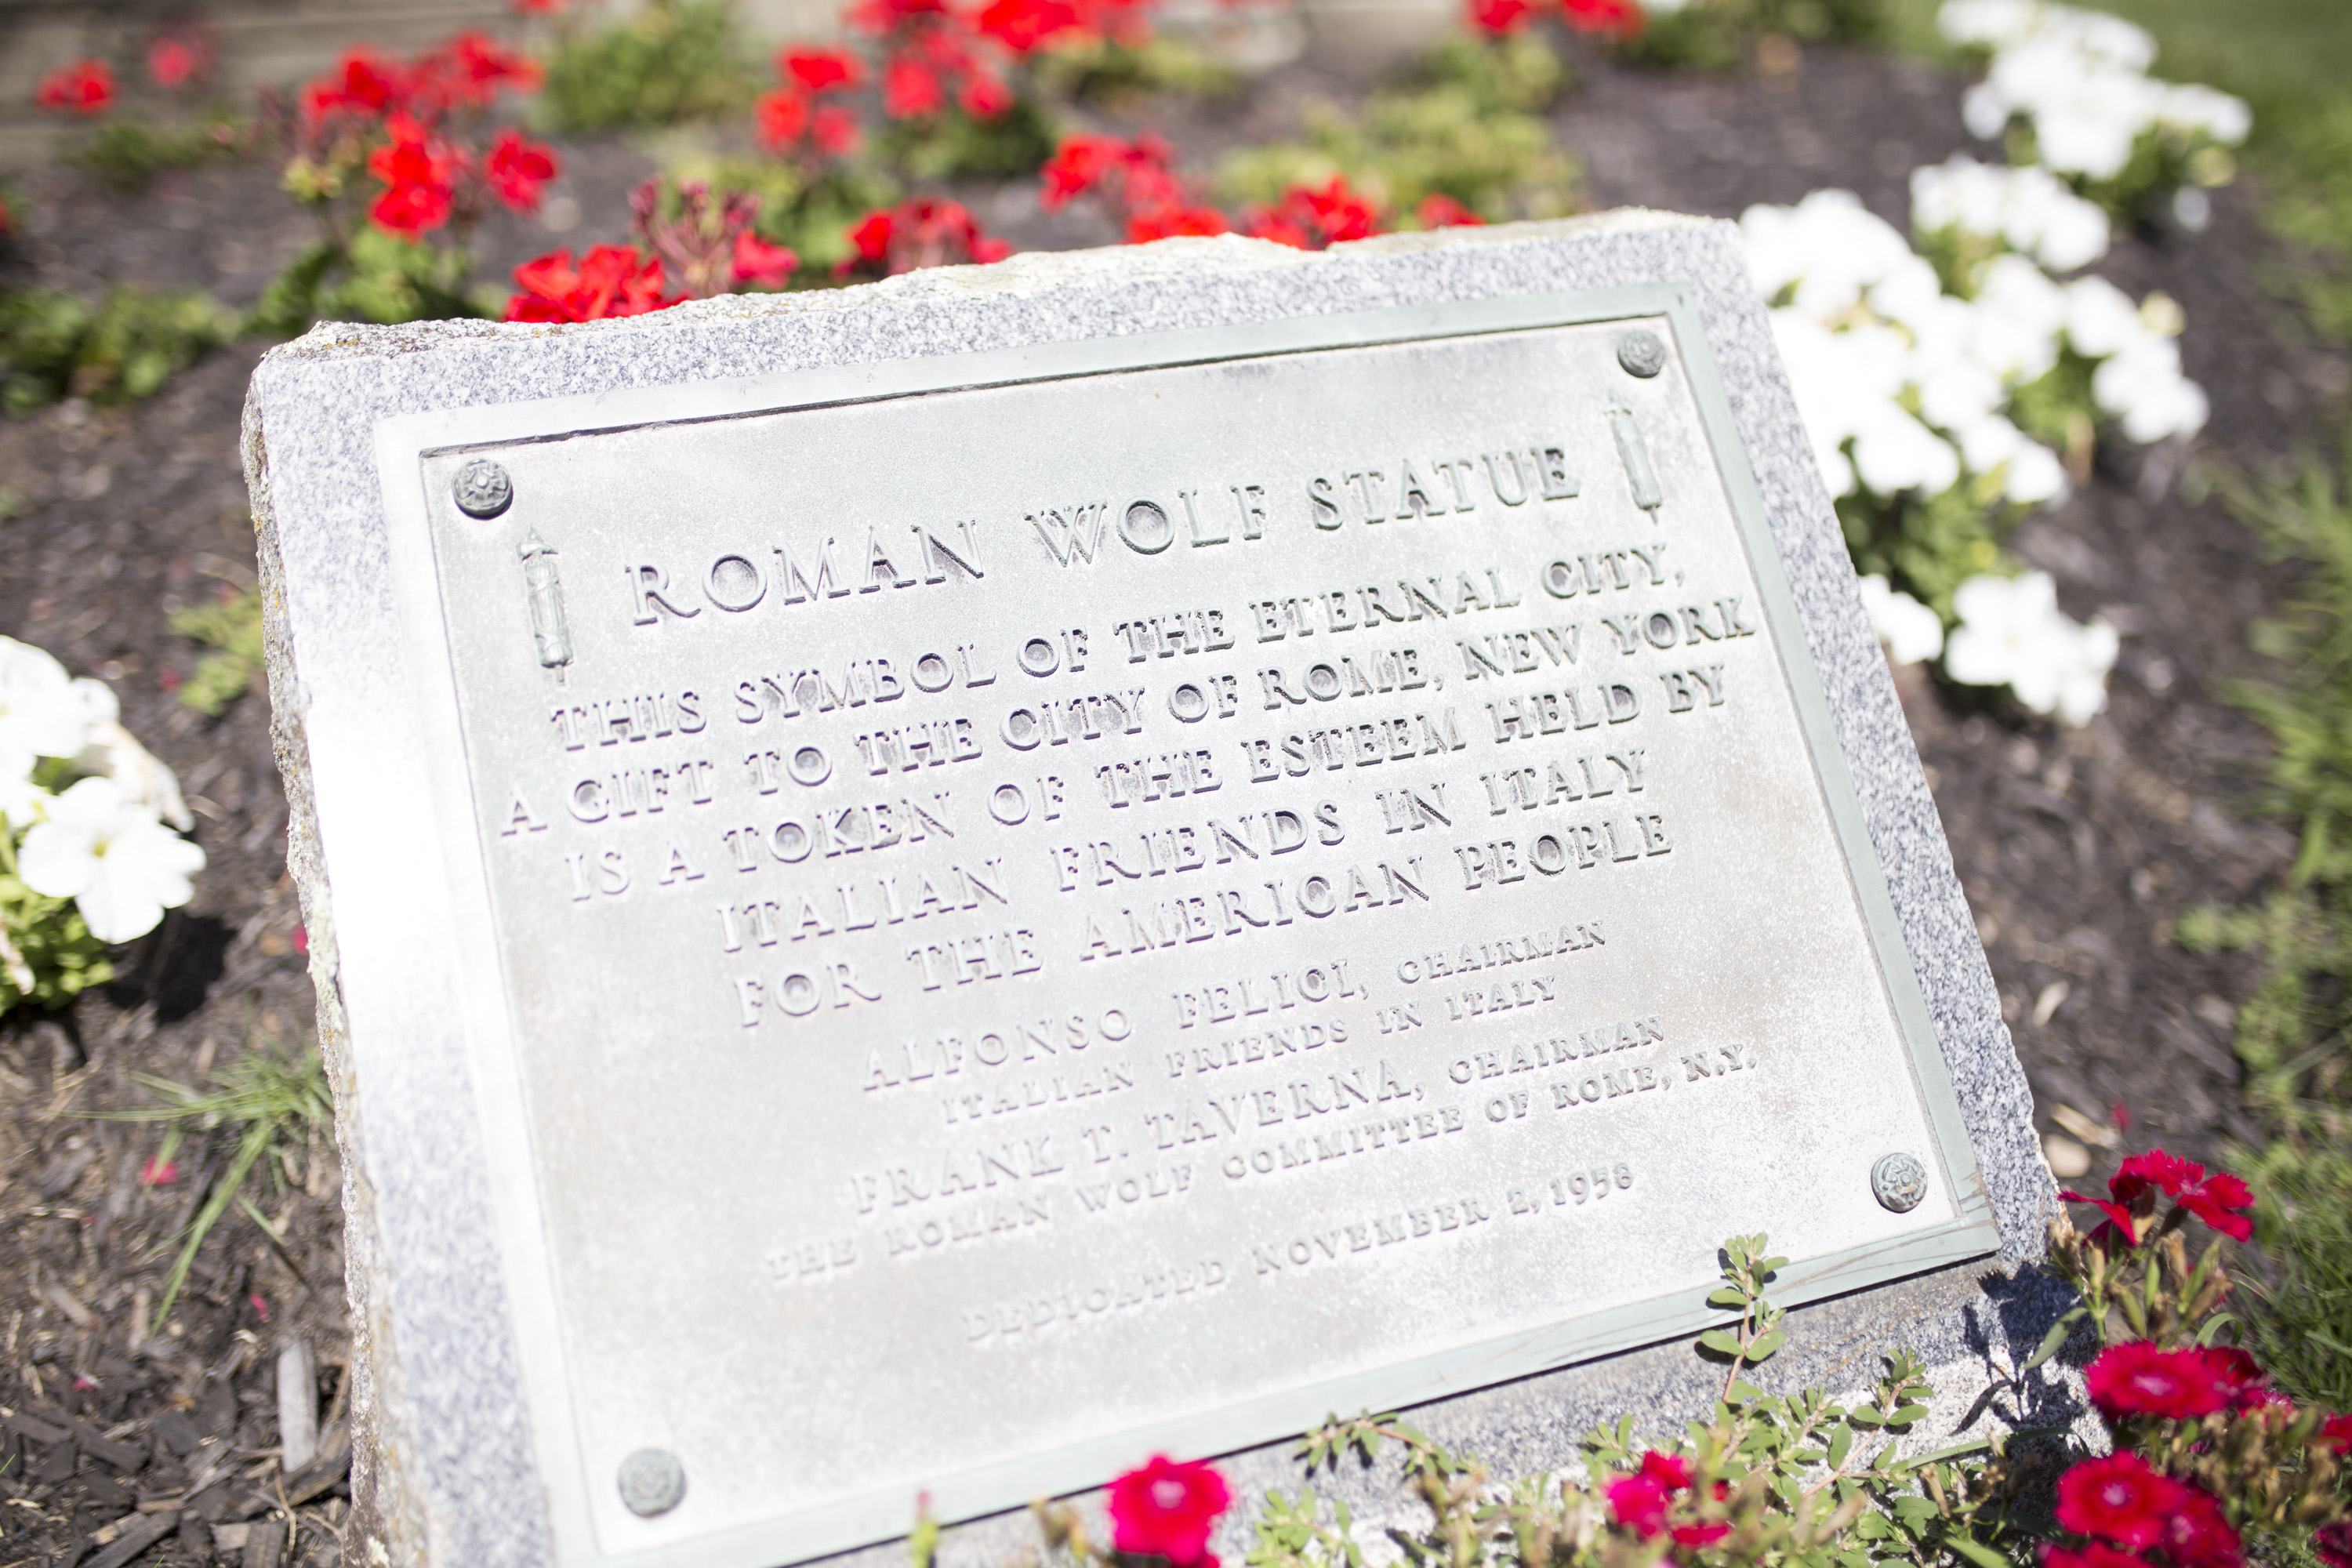 ROMAN WOLF STATUE
THIS SYMBOL OF THE ETERNAL CITY,
A GIFT TO THE CITY OF ROME, NEW YORK
IS A TOKEN OF THE ESTEEM HELD BY
ITALIAN FRIENDS IN ITALY
FOR THE AMERICAN PEOPLE
ALFONSO FELICI, CHAIRMAN
ITALIAN FRIENDS IN ITALY
FRANK T. TAVERNA, CHAIRMAN
THE ROMAN WOLF COMMITTEE OF ROME, N.Y.
DEDICATED NOVEMBER 2, 1958